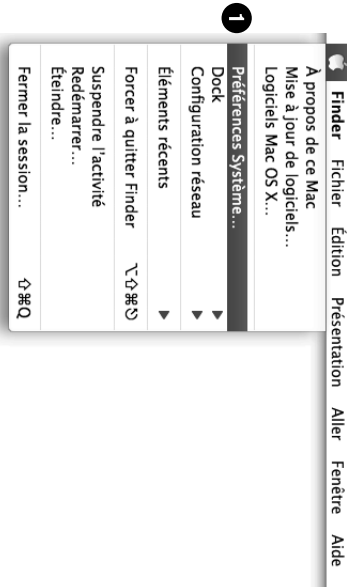 Finder Fichier Édition Présentation Aller Fenêtre Aide
À propos de ce Mac
Mise à jour de logiciels...
Logiciels Mac OS X...
1
Préférences Système...
Dock ▶
Configuration réseau ▶
Éléments récents ▶
Forcer à quitter Finder ⌥⇧⌘⎋
Suspendre l'activité
Redémarrer...
Éteindre...
Fermer la session... ⇧⌘Q